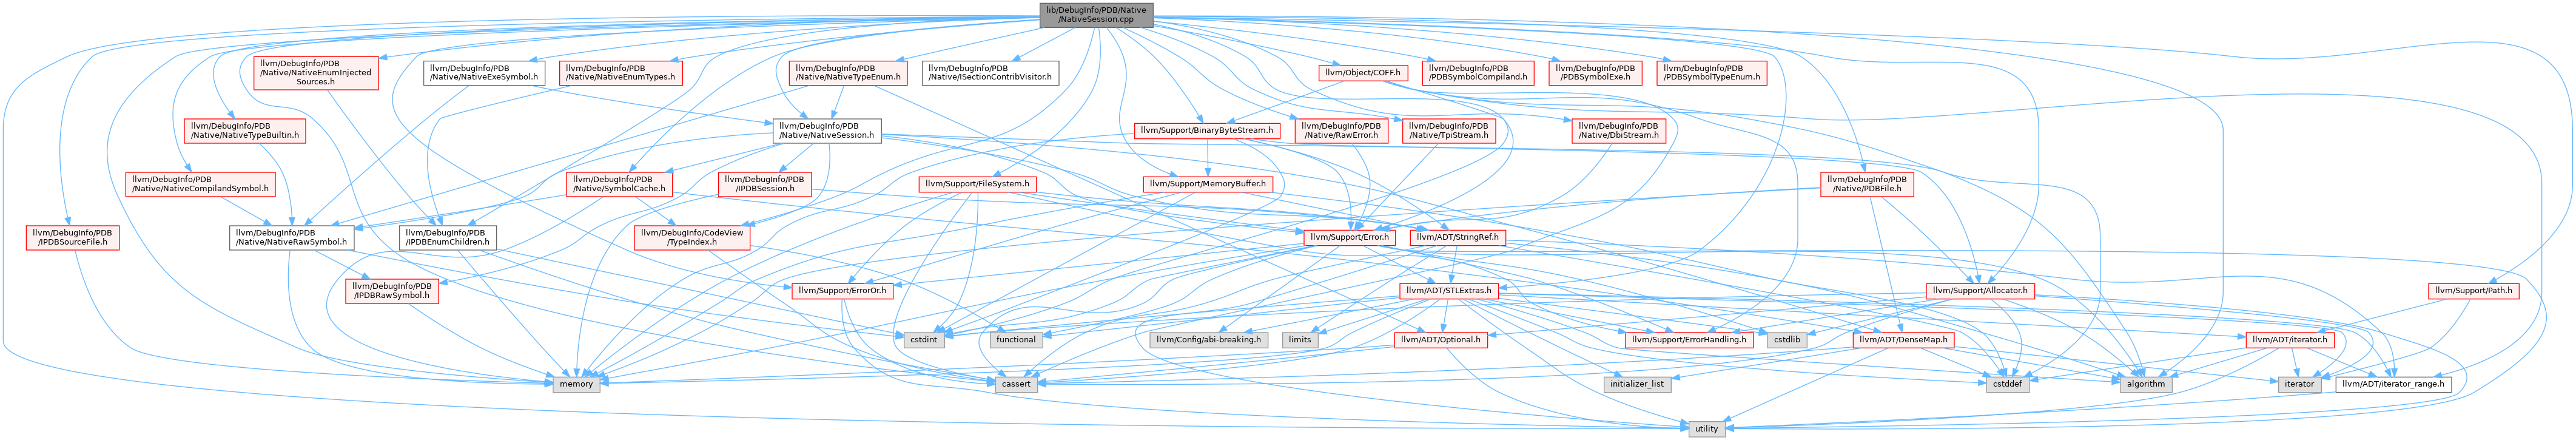 lib/DebugInfo/PDB/Native
/NativeSession.cpp
llvm/DebugInfo/PDB
/Native/NativeEnumInjected
Sources.h
llvm/DebugInfo/PDB
/Native/NativeExeSymbol.h
llvm/DebugInfo/PDB
/Native/NativeEnumTypes.h
llvm/DebugInfo/PDB
/Native/NativeTypeEnum.h
llvm/DebugInfo/PDB
/Native/ISectionContribVisitor.h
llvm/Object/COFF.h
llvm/DebugInfo/PDB
/PDBSymbolCompiland.h
llvm/DebugInfo/PDB
/PDBSymbolExe.h
llvm/DebugInfo/PDB
/PDBSymbolTypeEnum.h
llvm/DebugInfo/PDB
/Native/NativeTypeBuiltin.h
llvm/DebugInfo/PDB
/Native/NativeSession.h
llvm/Support/BinaryByteStream.h
llvm/DebugInfo/PDB
/Native/RawError.h
llvm/DebugInfo/PDB
/Native/TpiStream.h
llvm/DebugInfo/PDB
/Native/DbiStream.h
llvm/DebugInfo/PDB
/Native/NativeCompilandSymbol.h
llvm/DebugInfo/PDB
/Native/SymbolCache.h
llvm/DebugInfo/PDB
/IPDBSession.h
llvm/Support/FileSystem.h
llvm/Support/MemoryBuffer.h
llvm/DebugInfo/PDB
/Native/PDBFile.h
llvm/DebugInfo/PDB
/IPDBSourceFile.h
llvm/DebugInfo/PDB
/Native/NativeRawSymbol.h
llvm/DebugInfo/PDB
/IPDBEnumChildren.h
llvm/DebugInfo/CodeView
/TypeIndex.h
llvm/Support/Error.h
llvm/ADT/StringRef.h
llvm/DebugInfo/PDB
/IPDBRawSymbol.h
llvm/Support/ErrorOr.h
llvm/ADT/STLExtras.h
llvm/Support/Allocator.h
llvm/Support/Path.h
cstdint
functional
llvm/Config/abi-breaking.h
limits
llvm/ADT/Optional.h
llvm/Support/ErrorHandling.h
cstdlib
llvm/ADT/DenseMap.h
llvm/ADT/iterator.h
memory
cassert
initializer_list
cstddef
algorithm
iterator
llvm/ADT/iterator_range.h
utility